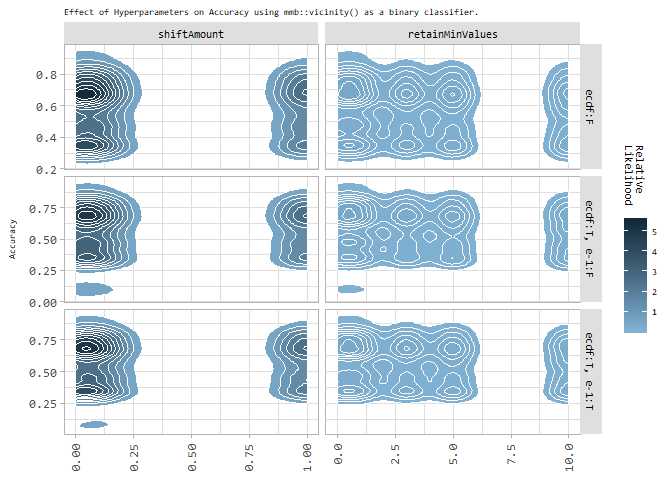 Effect of Hyperparameters on Accuracy using mmb::vicinity() as a binary classifier.
shiftAmount
retainMinValues
0.8
0.6
0.4
0.2
ecdf:F
0.75
0.50
0.25
0.00
ecdf:T, e-1:F
0.75
0.50
0.25
ecdf:T, e-1:T
Accuracy
0.00
0.25
0.50
0.75
1.00
0.0
2.5
5.0
7.5
10.0
Relative
Likelihood
5
4
3
2
1